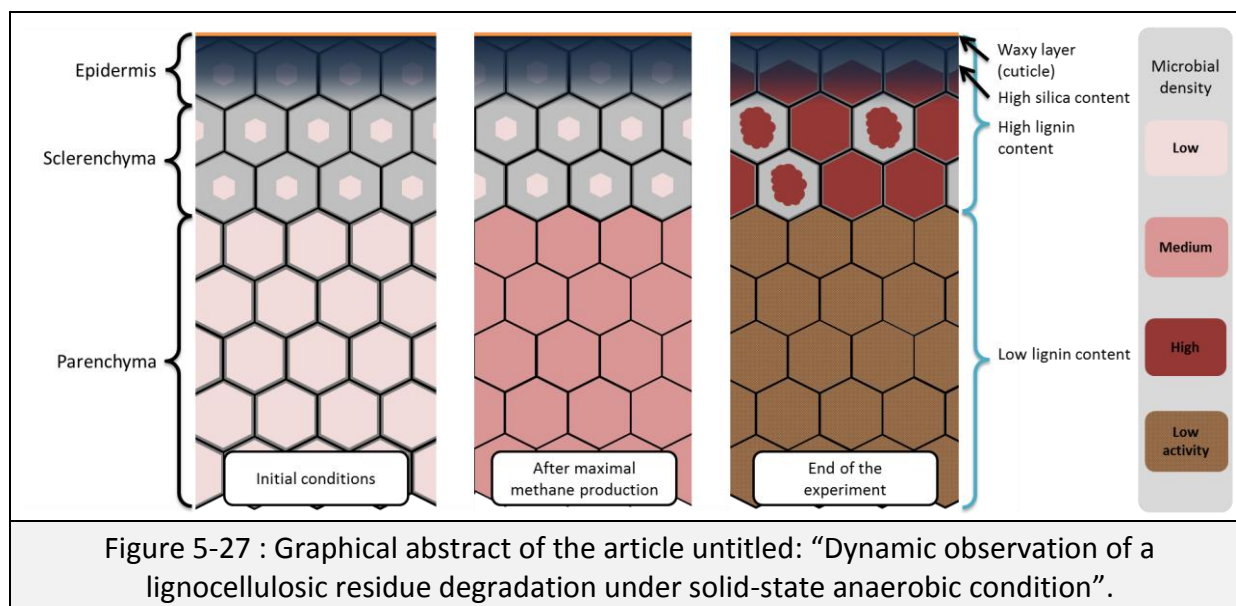 Epidermis
Sclerenchyma
Parenchyma
Initial conditions
After maximal
methane production
End of the
experiment
Waxy layer
(cuticle)
High silica content
High lignin
content
Low lignin content
Microbial
density
Low
Medium
High
Low
activity
Figure 5-27 : Graphical abstract of the article untitled: “Dynamic observation of a
lignocellulosic residue degradation under solid-state anaerobic condition”.